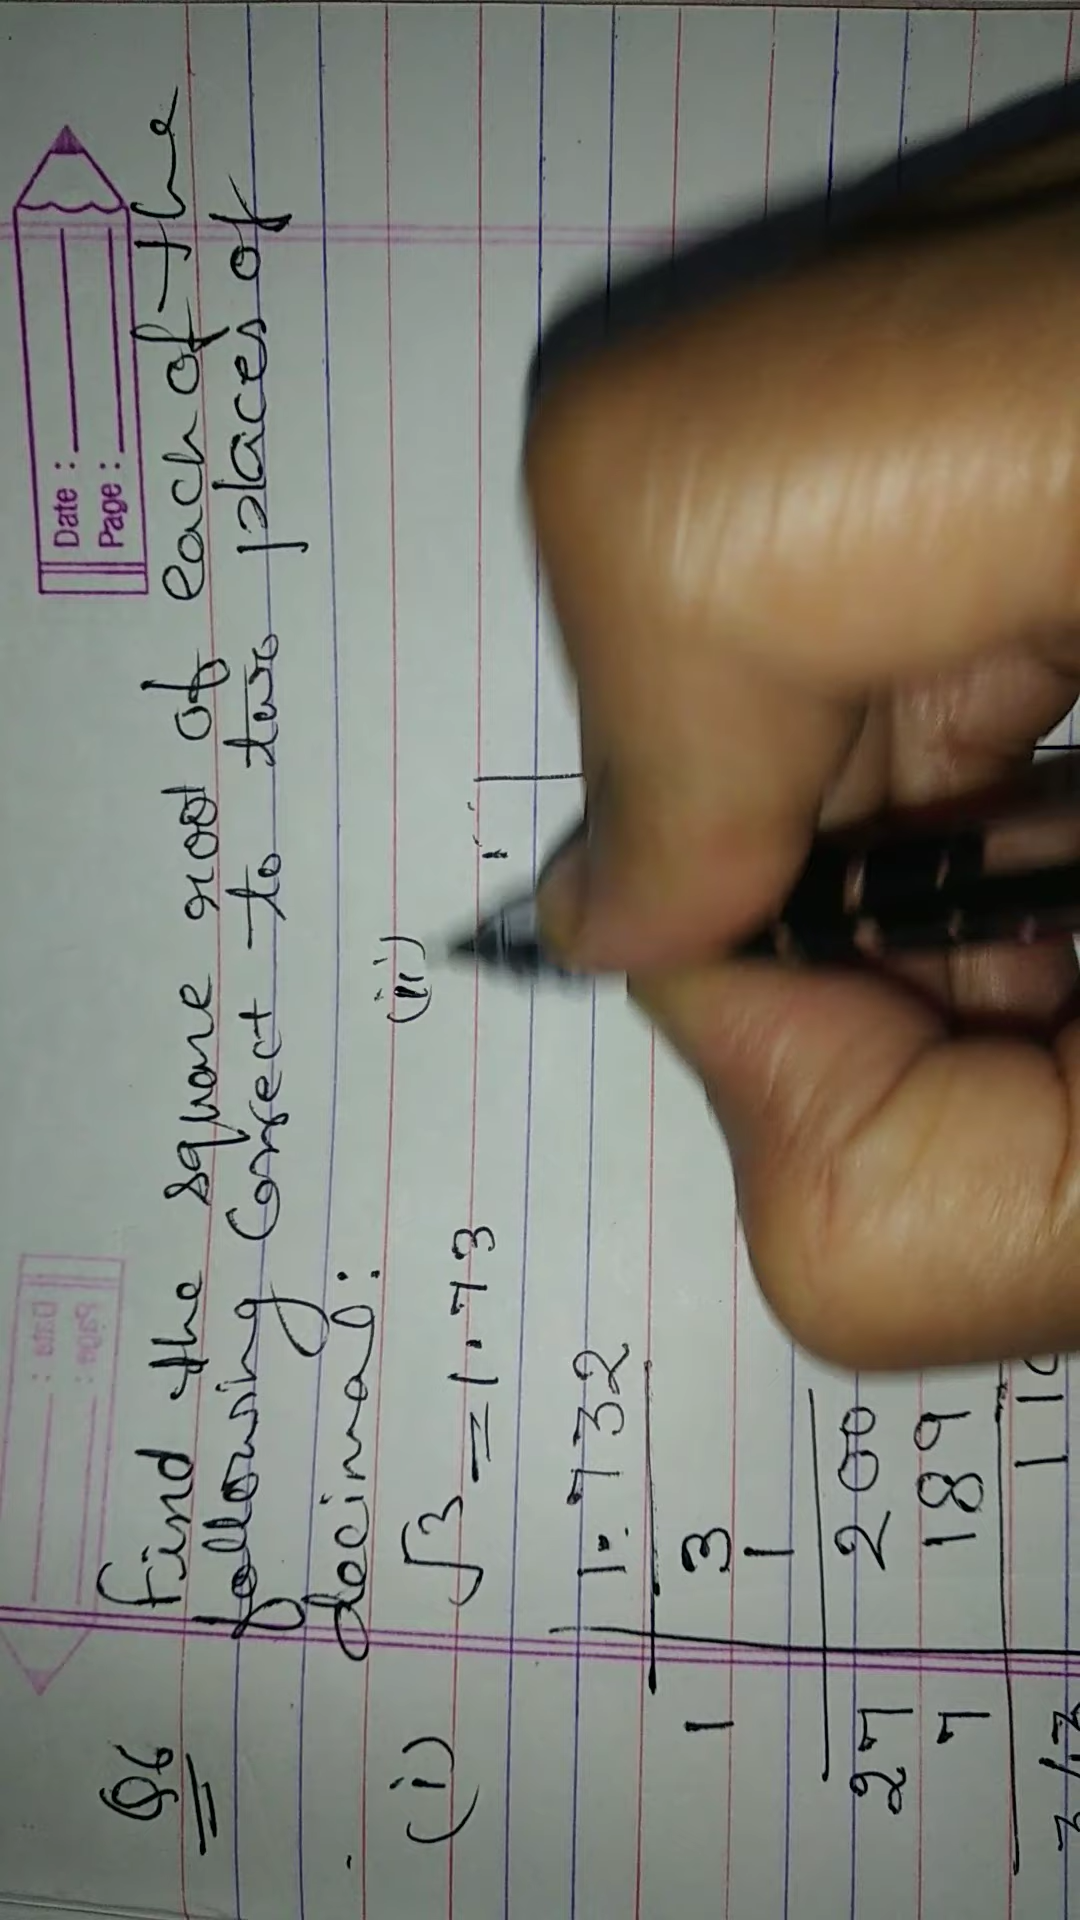 Date :
Page :
Q6 Find the square root of each of the
following correct to two places of
decimal:
(i) √3 = 1.73 (ii)
1.732
1 3
1
27 200
7 189